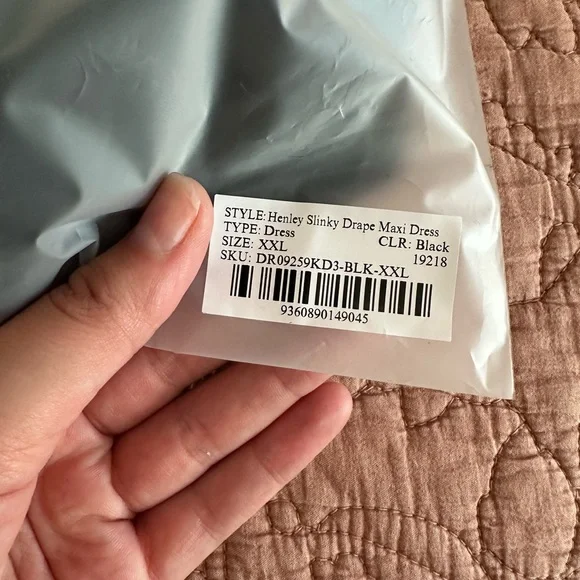 STYLE: Henley Slinky Drape Maxi Dress
TYPE: Dress CLR: Black
SIZE: XXL 19218
SKU: DR09259KD3-BLK-XXL
9360890149045